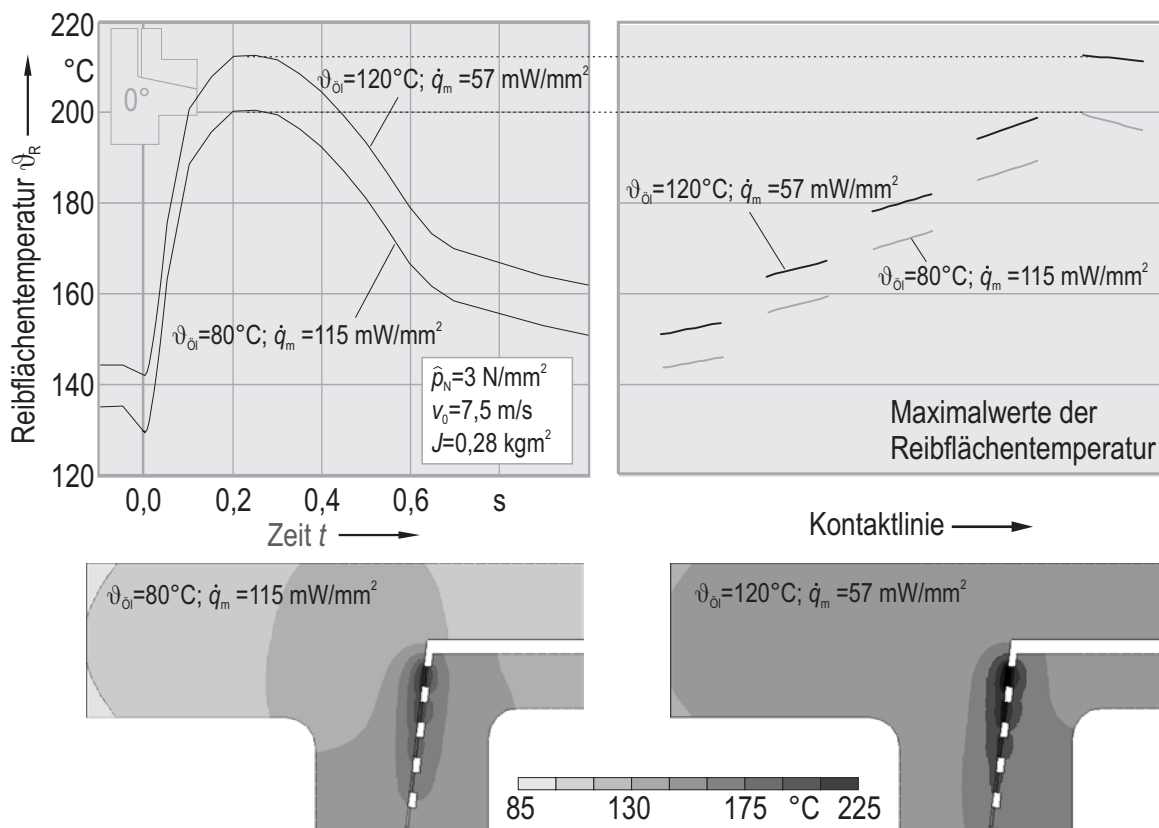 220
°C
200
180
160
140
120
Reibflächentemperatur ϑR
0°
ϑÖl=120°C; q̇m =57 mW/mm²
ϑÖl=80°C; q̇m =115 mW/mm²
p̂N=3 N/mm²
v0=7,5 m/s
J=0,28 kgm²
0,0 0,2 0,4 0,6 s
Zeit t
ϑÖl=120°C; q̇m =57 mW/mm²
ϑÖl=80°C; q̇m =115 mW/mm²
Maximalwerte der
Reibflächentemperatur
Kontaktlinie
ϑÖl=80°C; q̇m =115 mW/mm²
ϑÖl=120°C; q̇m =57 mW/mm²
85 130 175 °C 225